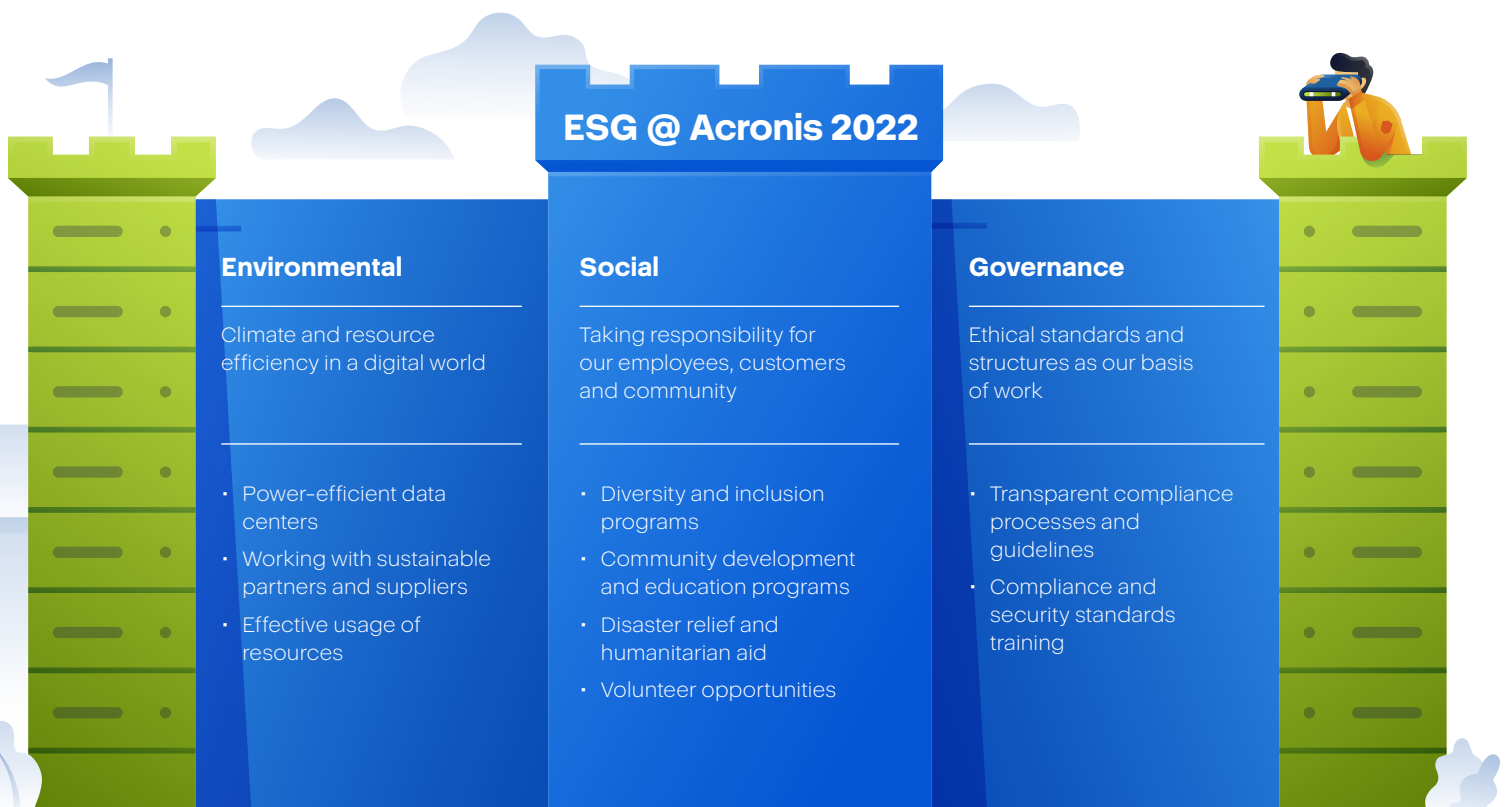 ESG @ Acronis 2022
Environmental
Climate and resource
efficiency in a digital world
· Power-efficient data
centers
· Working with sustainable
partners and suppliers
· Effective usage of
resources
Social
Taking responsibility for
our employees, customers
and community
· Diversity and inclusion
programs
· Community development
and education programs
· Disaster relief and
humanitarian aid
· Volunteer opportunities
Governance
Ethical standards and
structures as our basis
of work
· Transparent compliance
processes and
guidelines
· Compliance and
security standards
training